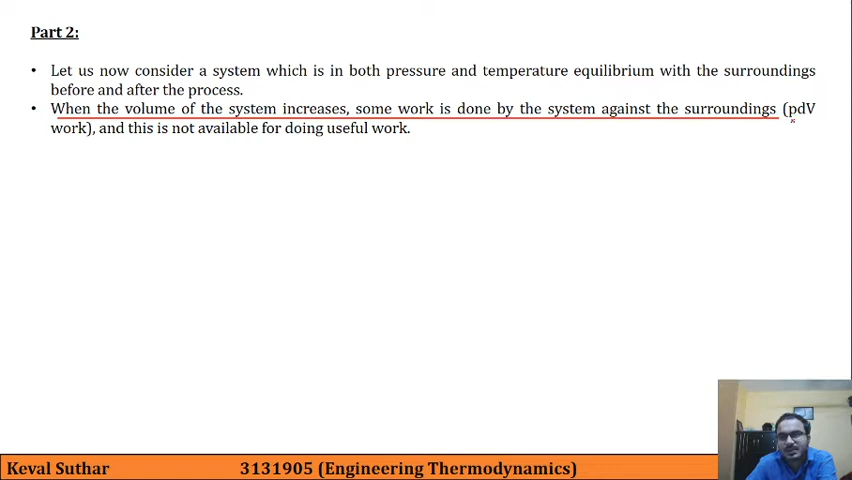 Part 2:
• Let us now consider a system which is in both pressure and temperature equilibrium with the surroundings
before and after the process.
• When the volume of the system increases, some work is done by the system against the surroundings (pdV
work), and this is not available for doing useful work.
Keval Suthar 3131905 (Engineering Thermodynamics)